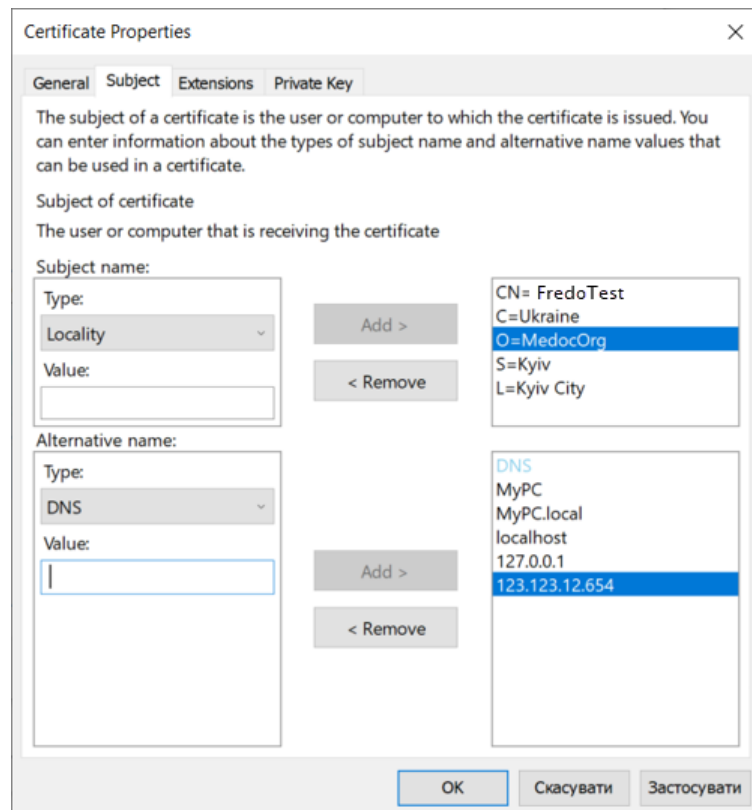 Certificate Properties
General Subject Extensions Private Key
The subject of a certificate is the user or computer to which the certificate is issued. You
can enter information about the types of subject name and alternative name values that
can be used in a certificate.
Subject of certificate
The user or computer that is receiving the certificate
Subject name:
Type:
Locality
Value:
Add >
< Remove
CN= FredoTest
C=Ukraine
O=MedocOrg
S=Kyiv
L=Kyiv City
Alternative name:
Type:
DNS
Value:
Add >
< Remove
DNS
MyPC
MyPC.local
localhost
127.0.0.1
123.123.12.654
OK Скасувати Застосувати